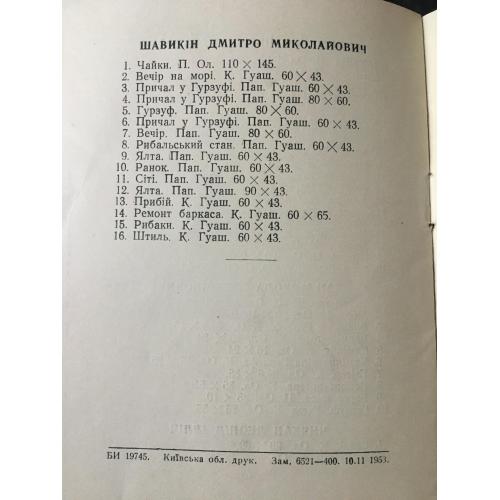 ШАВИКІН ДМИТРО МИКОЛАЙОВИЧ
1. Чайки. П. Ол. 110 × 145.
2. Вечір на морі. К. Гуаш. 60 × 43.
3. Причал у Гурзуфі. Пап. Гуаш. 60 × 43.
4. Причал у Гурзуфі. Пап. Гуаш. 80 × 60.
5. Гурзуф. Пап. Гуаш. 80 × 60.
6. Причал у Гурзуфі. Пап. Гуаш. 60 × 43.
7. Вечір. Пап. Гуаш. 80 × 60.
8. Рибальський стан. Пап. Гуаш. 60 × 43.
9. Ялта. Пап. Гуаш. 60 × 43.
10. Ранок. Пап. Гуаш. 60 × 43.
11. Сіті. Пап. Гуаш. 60 × 43.
12. Ялта. Пап. Гуаш. 90 × 43.
13. Прибій. К. Гуаш. 60 × 43.
14. Ремонт баркаса. К. Гуаш. 60 × 65.
15. Рибаки. К. Гуаш. 60 × 43.
16. Штиль. К. Гуаш. 60 × 43.
БИ 19745. Київська обл. друк. Зам. 6521—400. 10.11 1953.